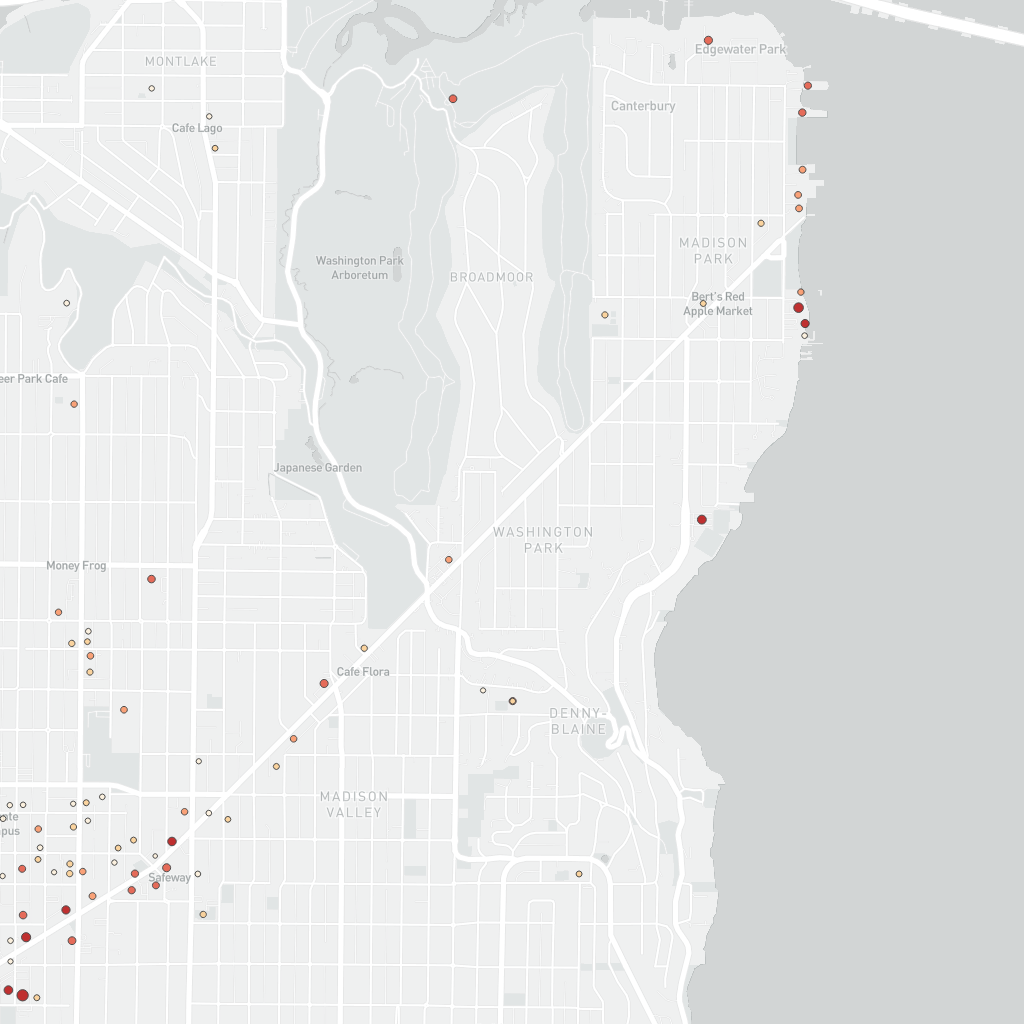 Edgewater Park
MONTLAKE
Canterbury
Cafe Lago
MADISON
PARK
Washington Park
Arboretum
BROADMOOR
Bert's Red
Apple Market
eer Park Cafe
Japanese Garden
WASHINGTON
PARK
Money Frog
Cafe Flora
DENNY-
BLAINE
MADISON
VALLEY
ate
pus
Safeway